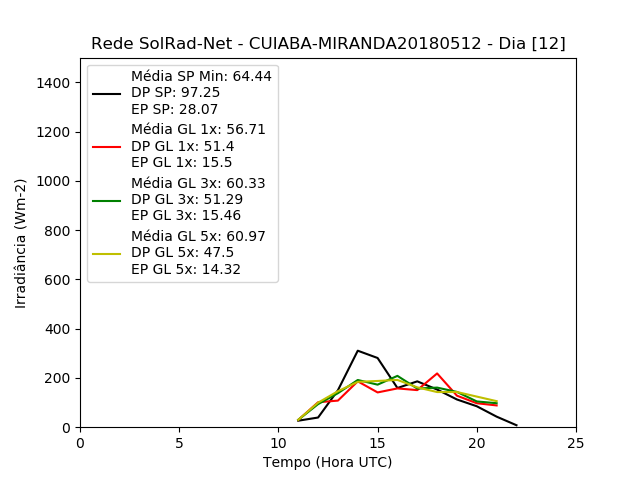 Rede SolRad-Net - CUIABA-MIRANDA20180512 - Dia [12]
Média SP Min: 64.44
DP SP: 97.25
EP SP: 28.07
Média GL 1x: 56.71
DP GL 1x: 51.4
EP GL 1x: 15.5
Média GL 3x: 60.33
DP GL 3x: 51.29
EP GL 3x: 15.46
Média GL 5x: 60.97
DP GL 5x: 47.5
EP GL 5x: 14.32
Irradiância (Wm-2)
1400
1200
1000
800
600
400
200
0
0 5 10 15 20 25
Tempo (Hora UTC)